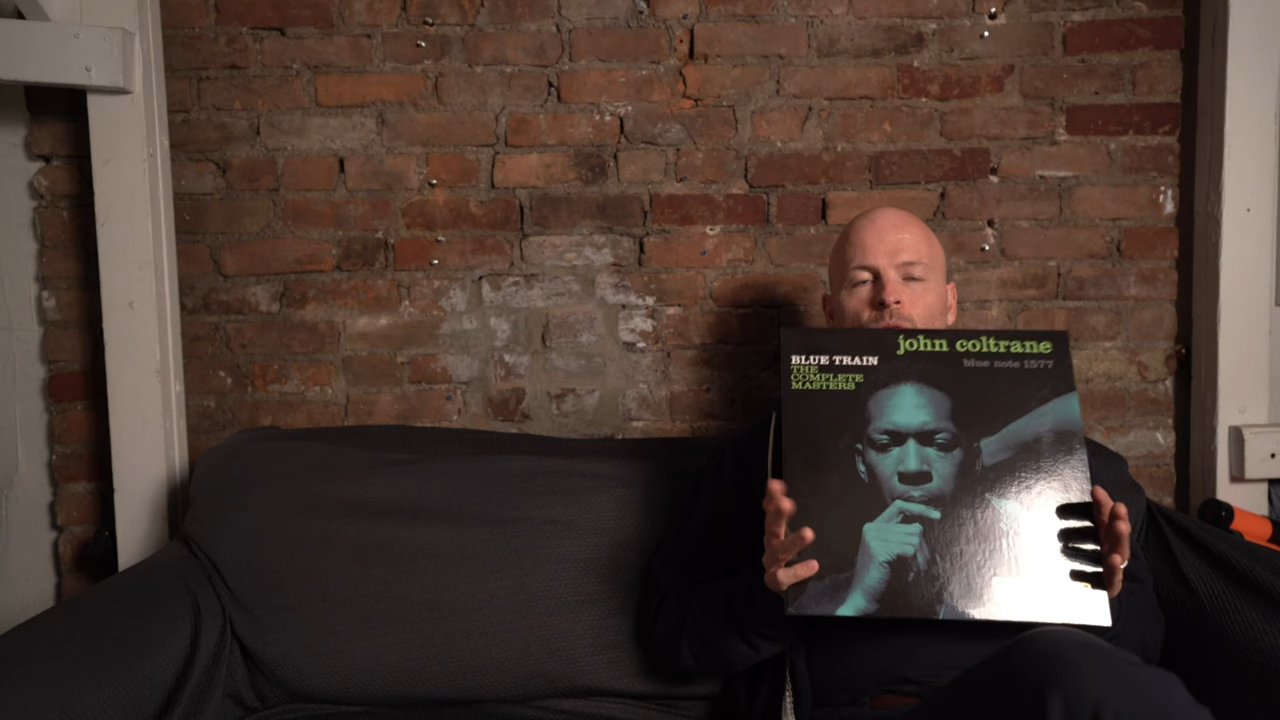 john coltrane
blue note 1577
BLUE TRAIN
THE
COMPLETE
MASTERS